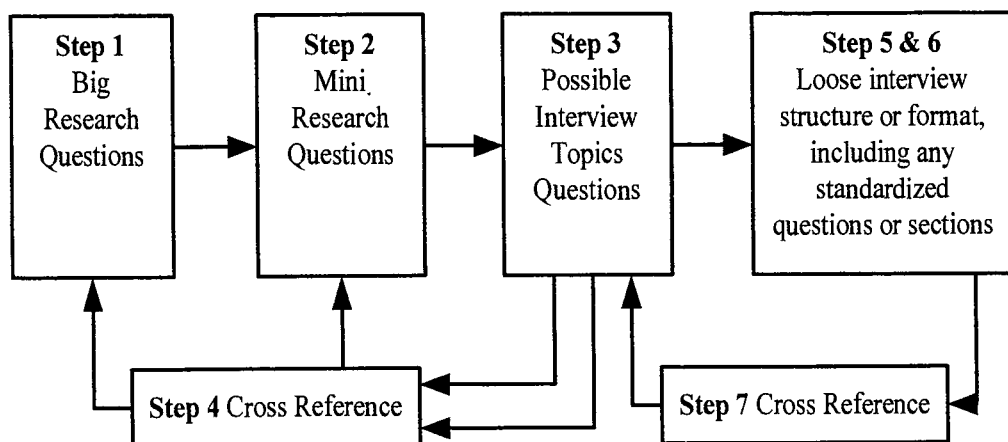 Step 1
Big
Research
Questions
Step 2
Mini
Research
Questions
Step 3
Possible
Interview
Topics
Questions
Step 5 & 6
Loose interview
structure or format,
including any
standardized
questions or sections
Step 4 Cross Reference
Step 7 Cross Reference